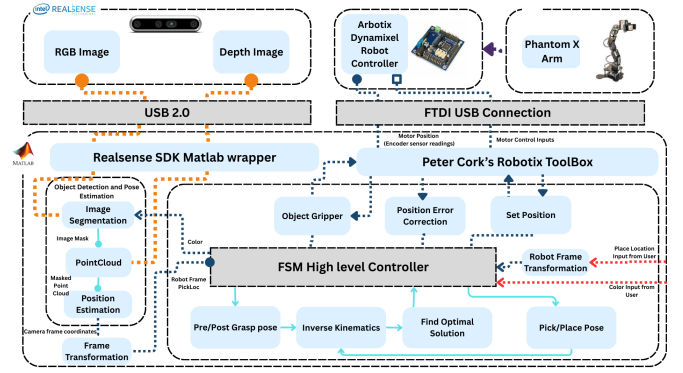 intel REALSENSE
TECHNOLOGY
RGB Image
Depth Image
Arbotix
Dynamixel
Robot
Controller
Phantom X
Arm
USB 2.0
FTDI USB Connection
Motor Position
(Encoder sensor readings)
Motor Control Inputs
MATLAB
Realsense SDK Matlab wrapper
Peter Cork's Robotix ToolBox
Object Detection and Pose
Estimation
Image
Segmentation
Image Mask
PointCloud
Masked
Point
Cloud
Position
Estimation
Camera frame coordinates
Frame
Transformation
Object Gripper
Position Error
Correction
Set Position
Color
Robot Frame
PickLoc
FSM High level Controller
Robot Frame
Transformation
Place Location
Input from User
Color input from
User
Pre/Post Grasp pose
Inverse Kinematics
Find Optimal
Solution
Pick/Place Pose